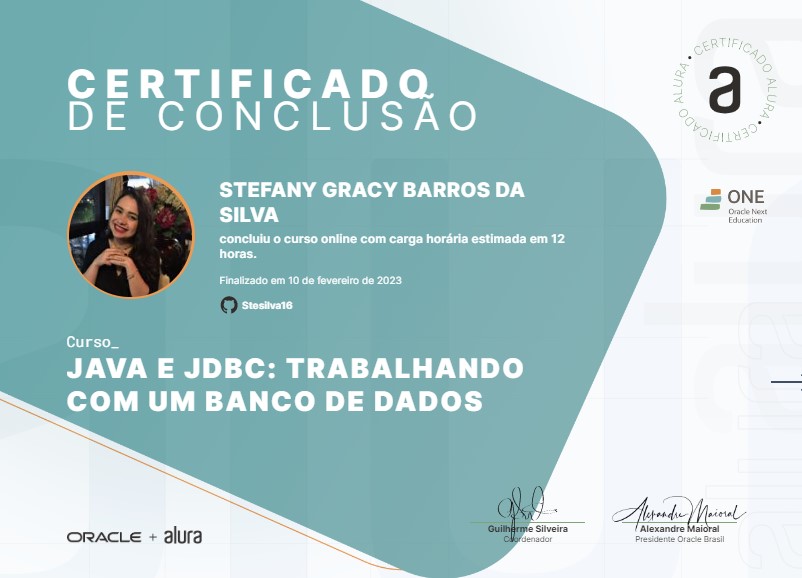 CERTIFICADO
DE CONCLUSÃO
• CERTIFICADO ALURA • CERTIFICADO ALURA
a
ONE
Oracle Next
Education
STEFANY GRACY BARROS DA
SILVA
concluiu o curso online com carga horária estimada em 12
horas.
Finalizado em 10 de fevereiro de 2023
Stesilva16
Curso_
JAVA E JDBC: TRABALHANDO
COM UM BANCO DE DADOS
ORACLE + alura
Guilherme Silveira
Coordenador
Alexandre Maioral
Alexandre Maioral
Presidente Oracle Brasil